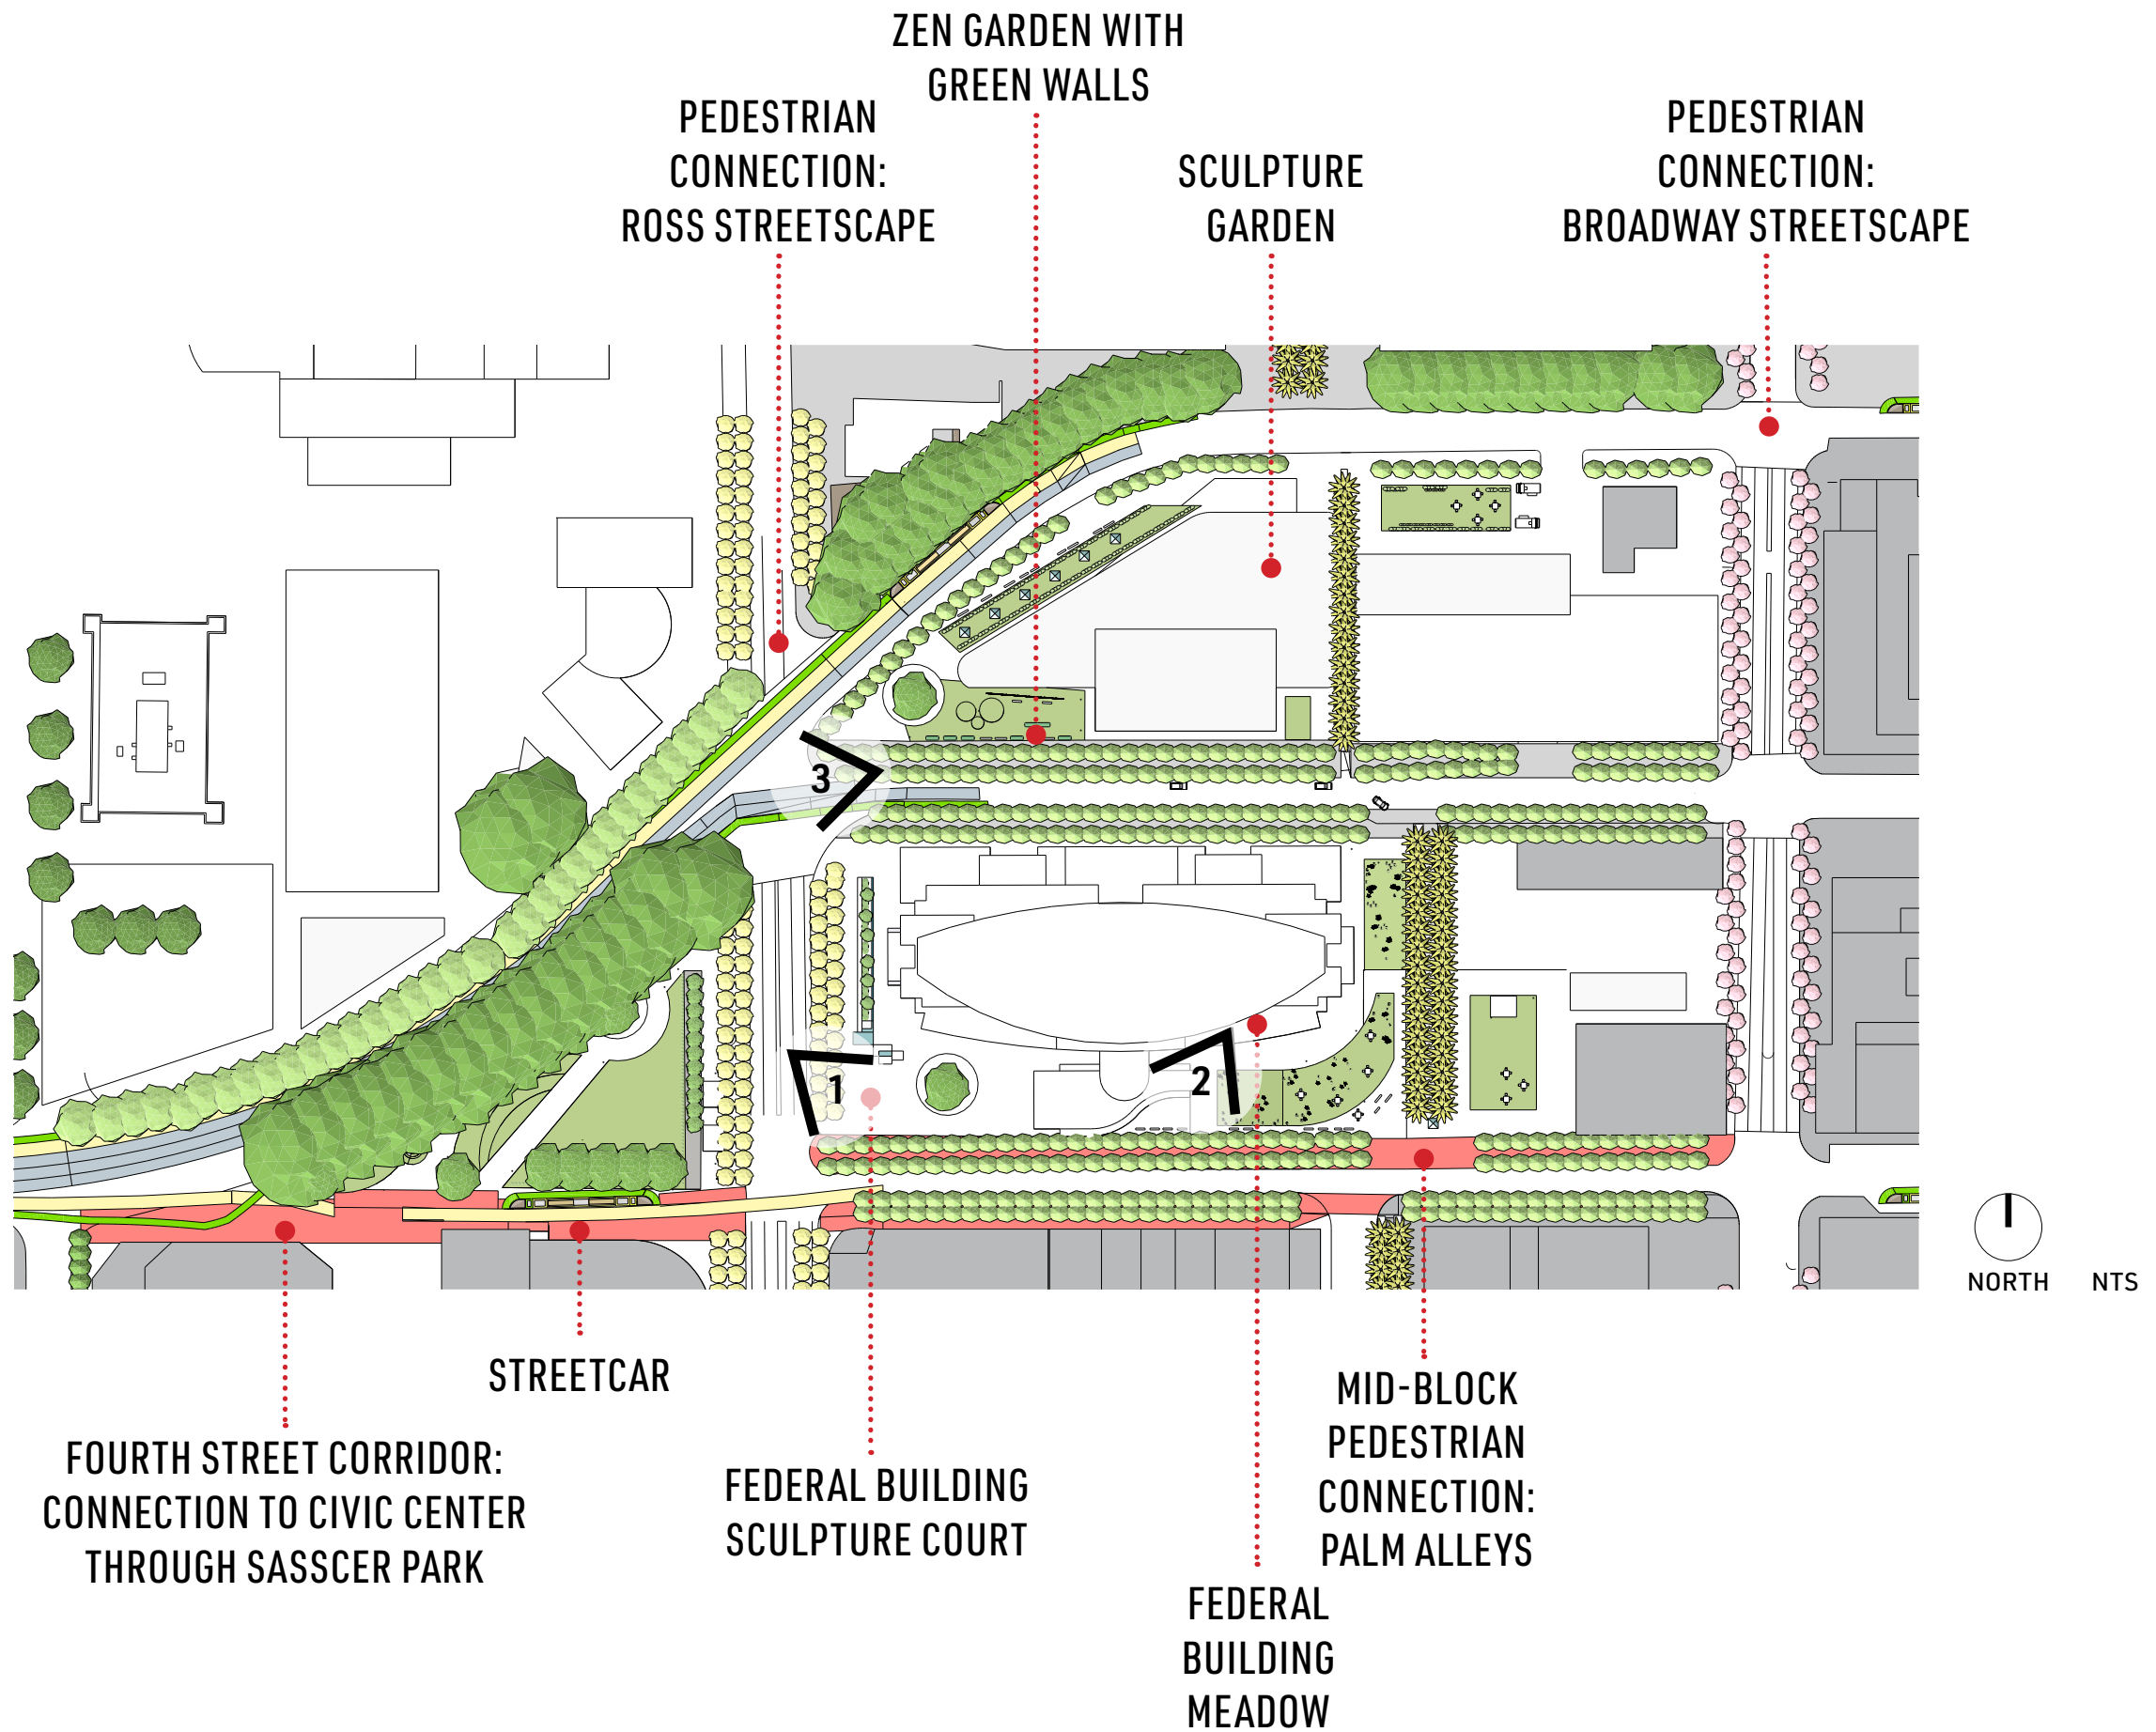 ZEN GARDEN WITH
GREEN WALLS
PEDESTRIAN
CONNECTION:
ROSS STREETSCAPE
SCULPTURE
GARDEN
PEDESTRIAN
CONNECTION:
BROADWAY STREETSCAPE
3
1
2
NORTH
NTS
STREETCAR
FOURTH STREET CORRIDOR:
CONNECTION TO CIVIC CENTER
THROUGH SASSCER PARK
FEDERAL BUILDING
SCULPTURE COURT
MID-BLOCK
PEDESTRIAN
CONNECTION:
PALM ALLEYS
FEDERAL
BUILDING
MEADOW